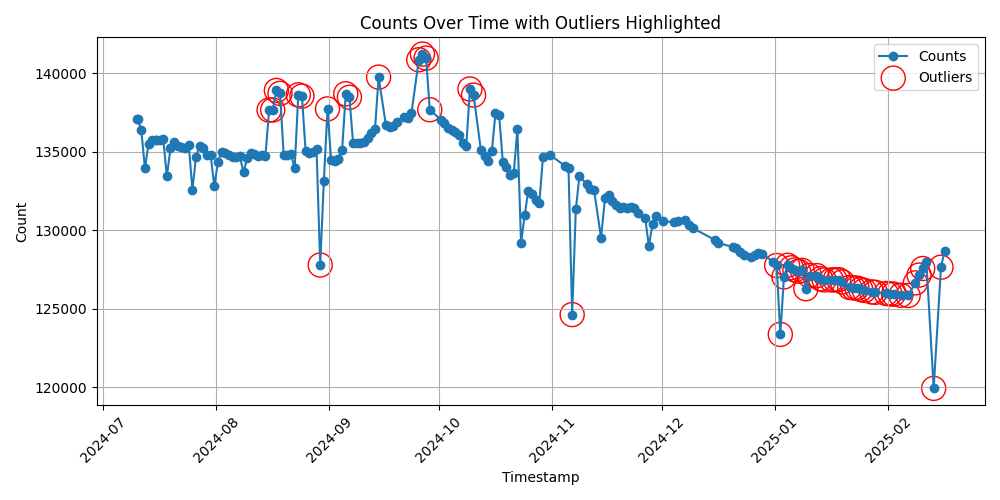 Counts Over Time with Outliers Highlighted
Count
140000
135000
130000
125000
120000
Counts
Outliers
2024-07
2024-08
2024-09
2024-10
2024-11
2024-12
2025-01
2025-02
Timestamp